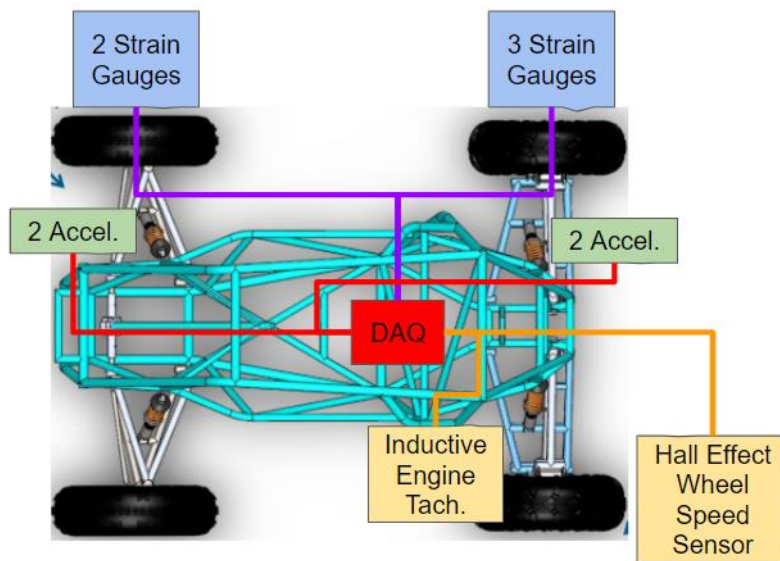 2 Strain
Gauges
3 Strain
Gauges
2 Accel.
2 Accel.
DAQ
Inductive
Engine
Tach.
Hall Effect
Wheel
Speed
Sensor